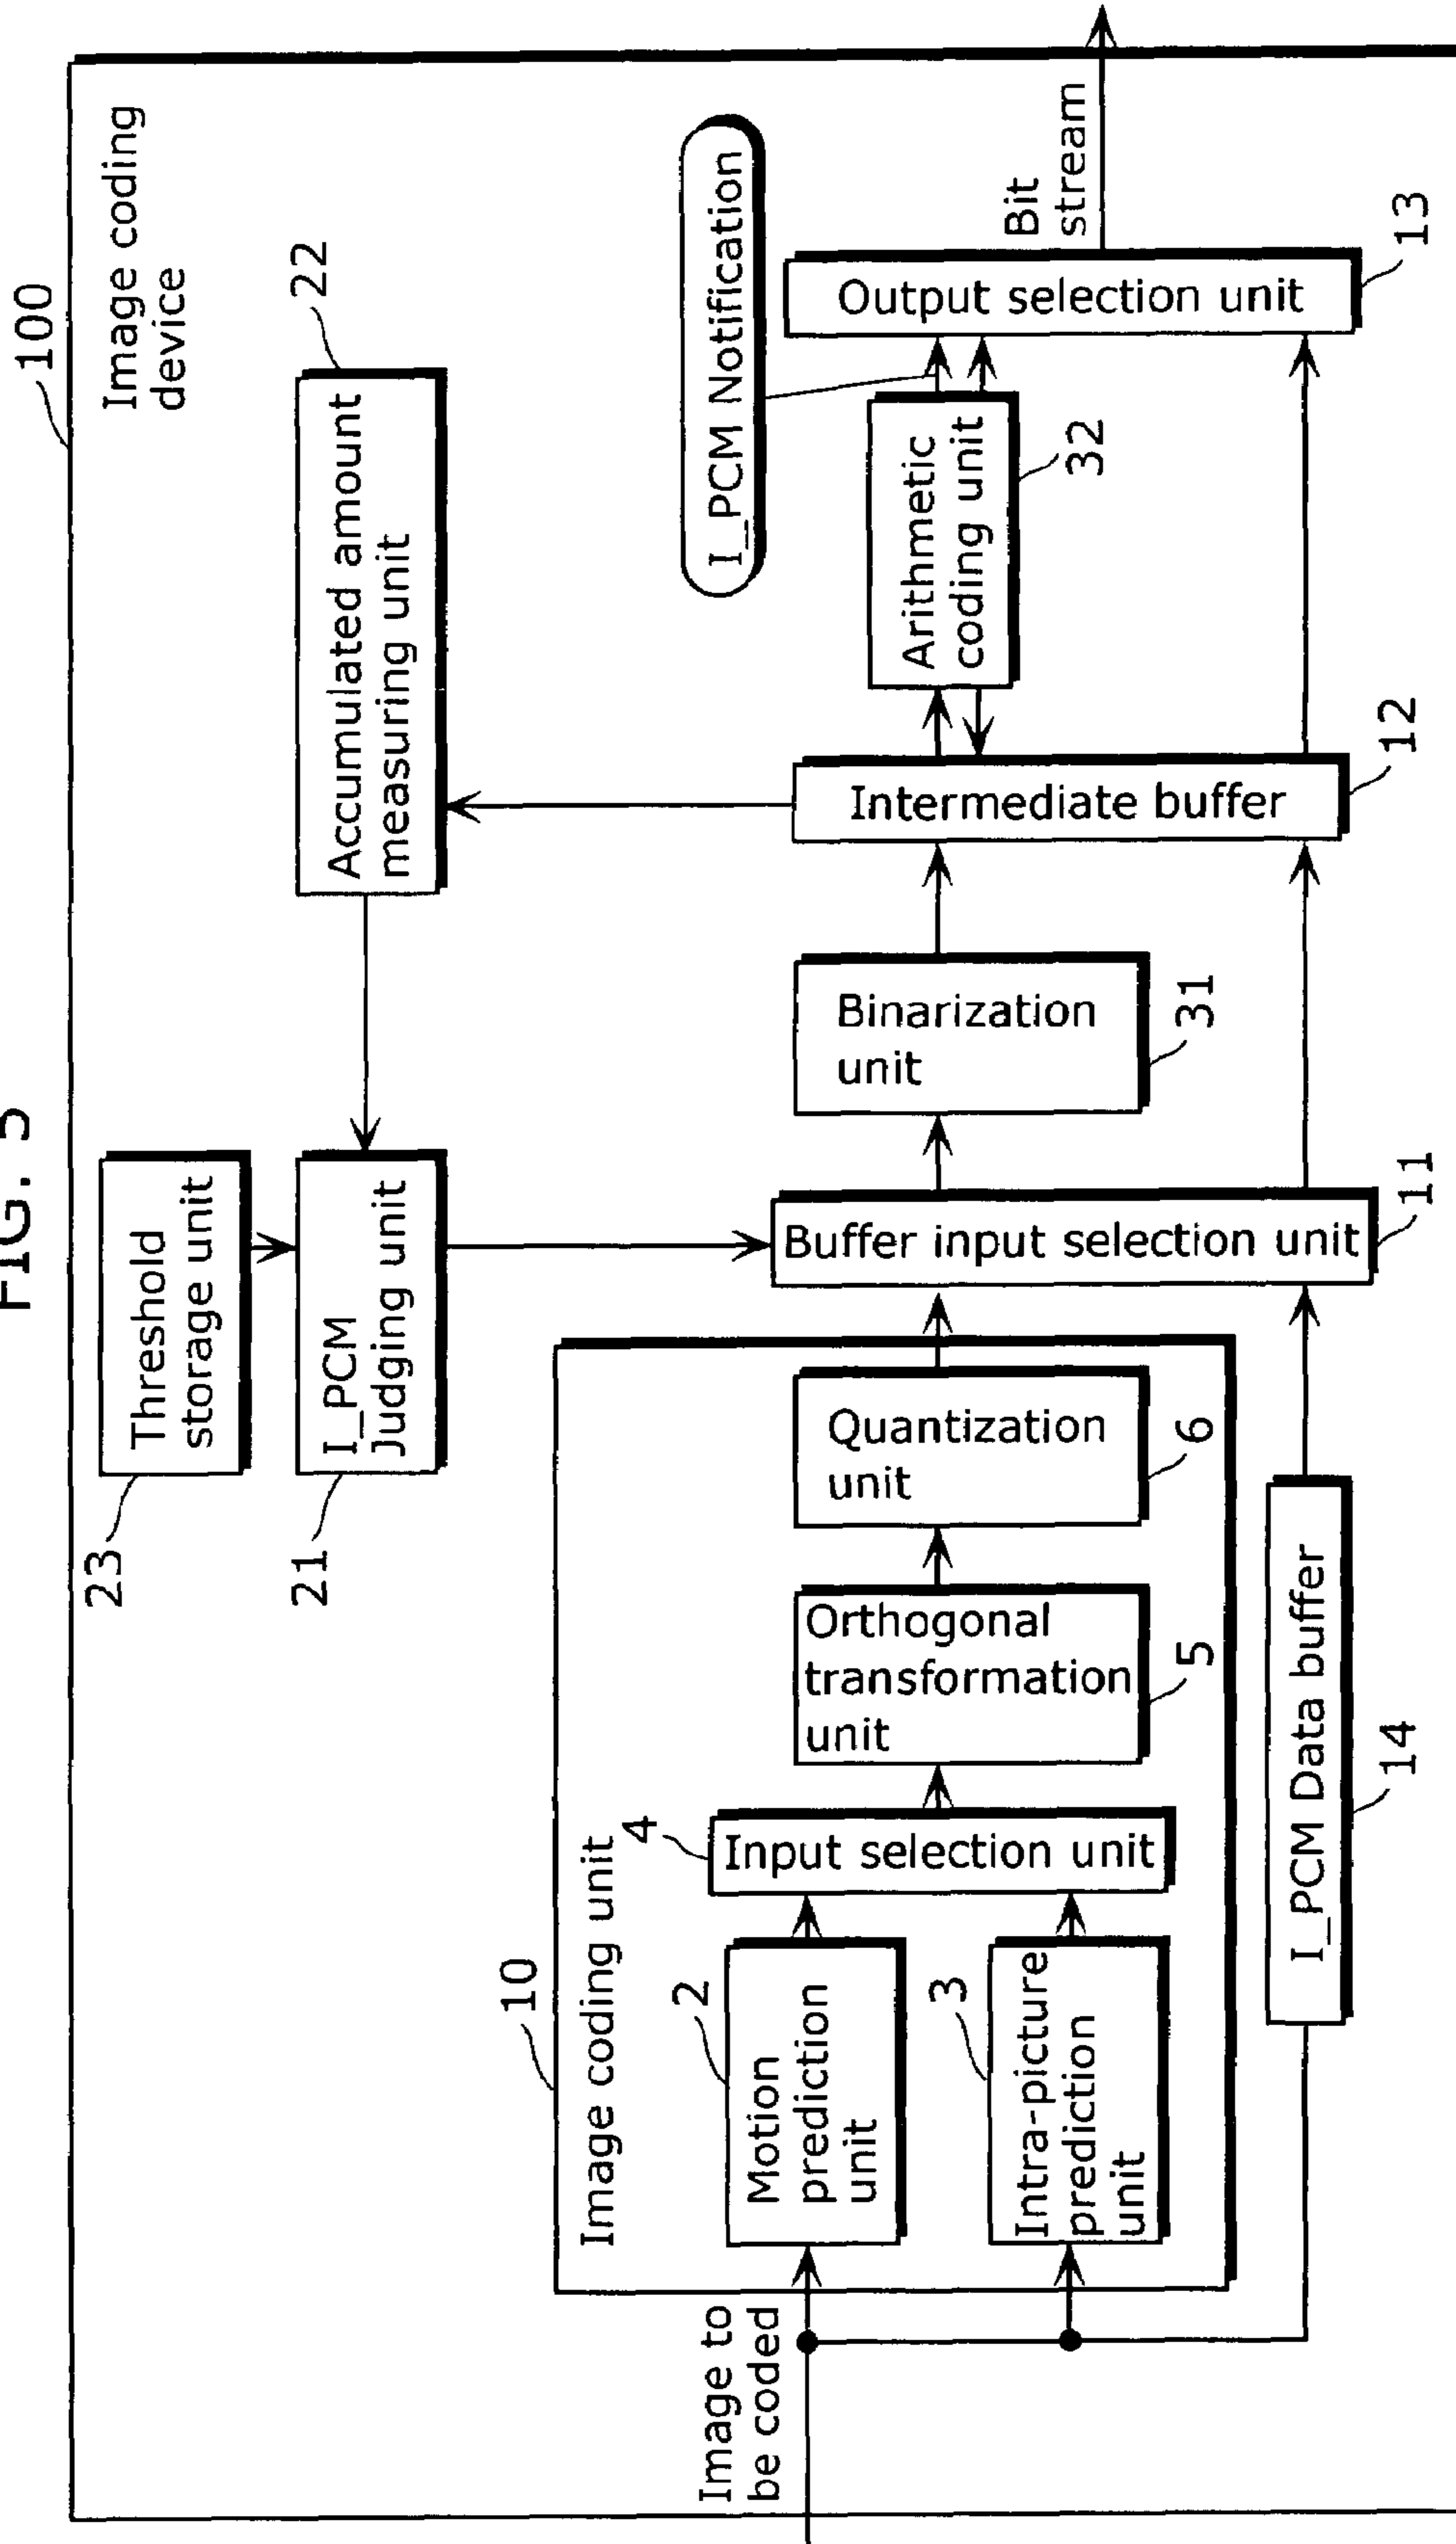 FIG. 5
100
Image coding
device
23
Threshold
storage unit
21
I_PCM
Judging unit
22
Accumulated amount
measuring unit
10
Image coding unit
Image to
be coded
2
Motion
prediction
unit
3
Intra-picture
prediction
unit
4
Input selection unit
Orthogonal
transformation
unit
5
Quantization
unit
6
Buffer input selection unit
11
Binarization
unit
31
Intermediate buffer
12
Arithmetic
coding unit
32
I_PCM Notification
Output selection unit
13
Bit
stream
I_PCM Data buffer
14